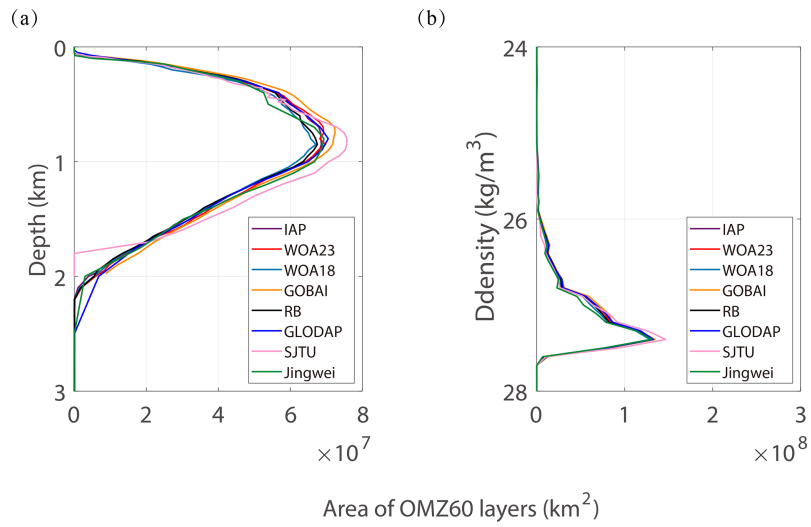 (a)
(b)
0
1
2
3
Depth (km)
IAP
WOA23
WOA18
GOBAI
RB
GLODAP
SJTU
Jingwei
0 2 4 6 8
×10^7
24
26
28
Ddensity (kg/m^3)
IAP
WOA23
WOA18
GOBAI
RB
GLODAP
SJTU
Jingwei
0 1 2 3
×10^8
Area of OMZ60 layers (km^2)